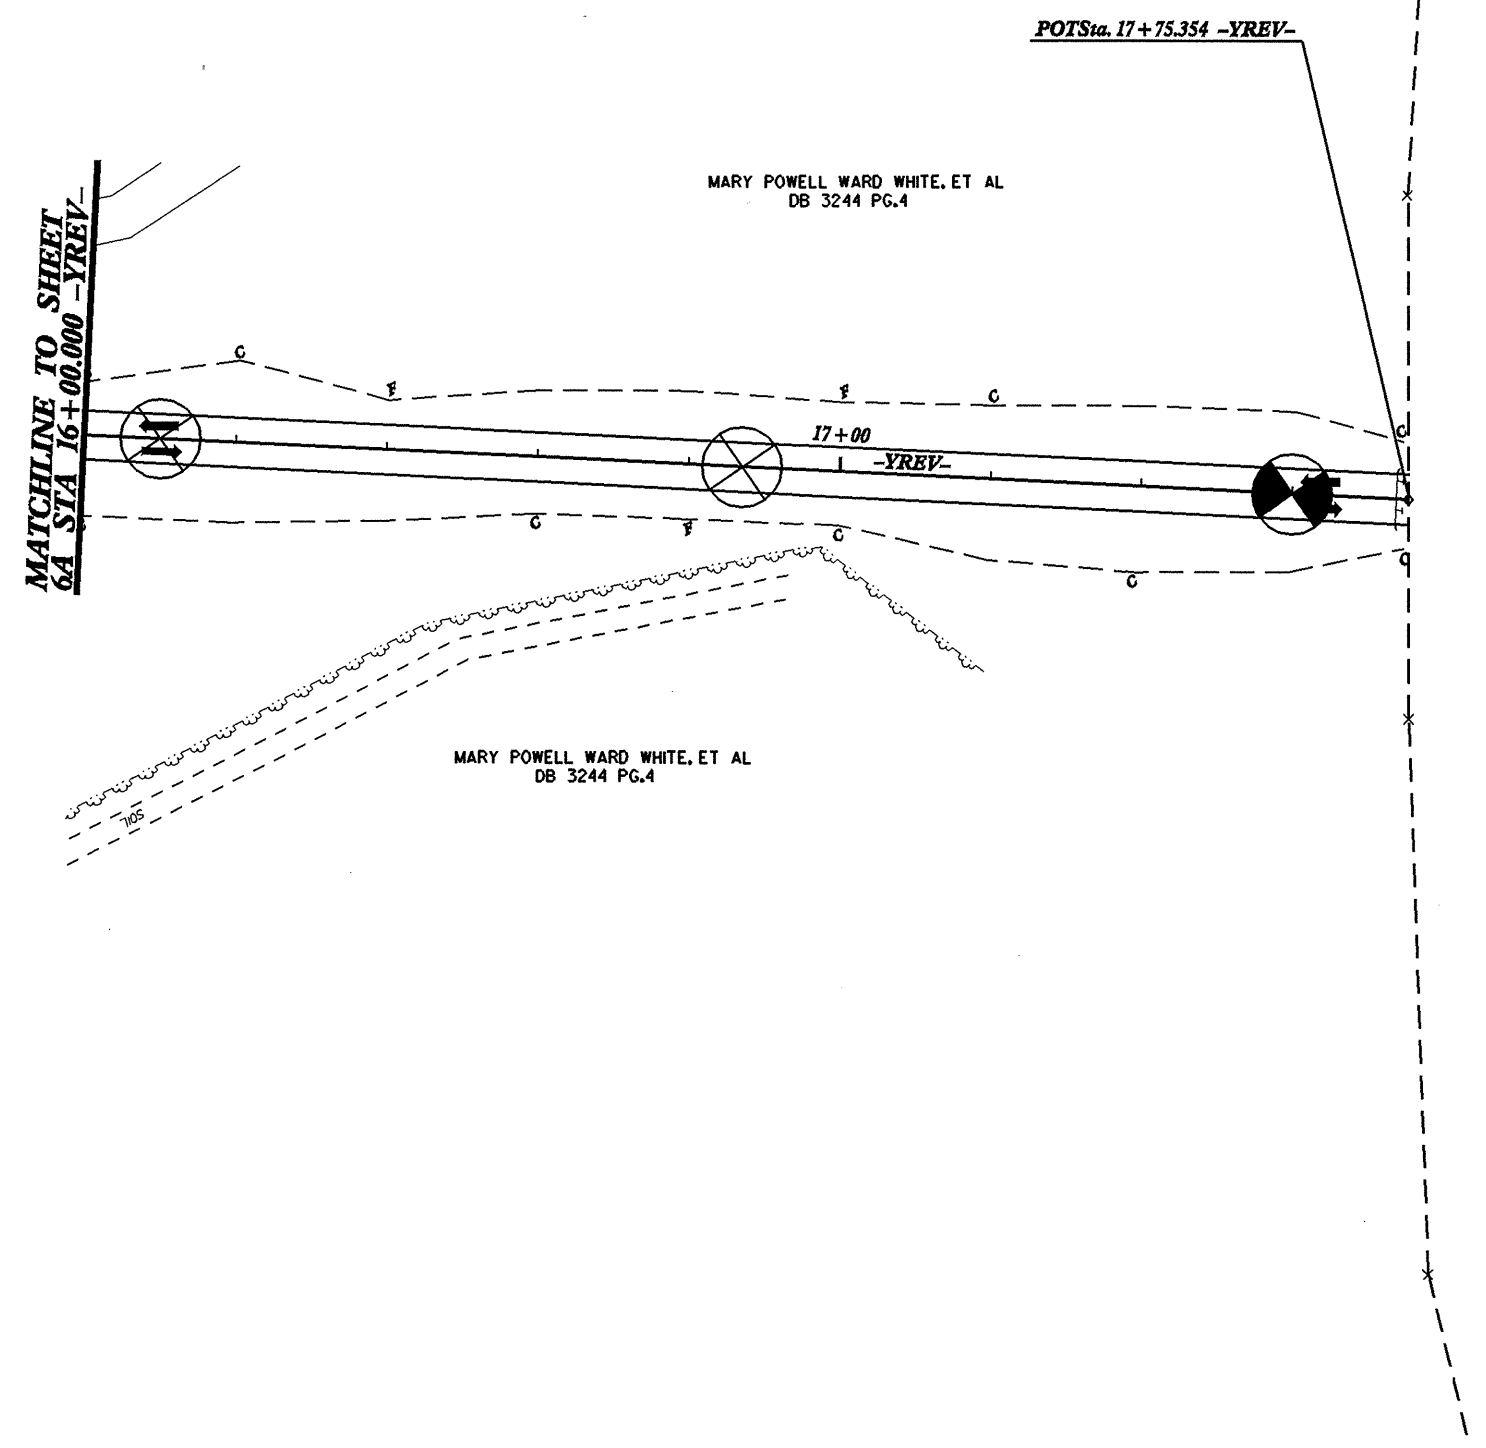 POTSta. 17+75.354 -YREV-
MARY POWELL WARD WHITE, ET AL
DB 3244 PG.4
MATCHLINE TO SHEET
6A STA 16+00.000 -YREV-
C
F
F
C
C
17+00
-YREV-
C
F
C
C
C
MARY POWELL WARD WHITE, ET AL
DB 3244 PG.4
SOIL